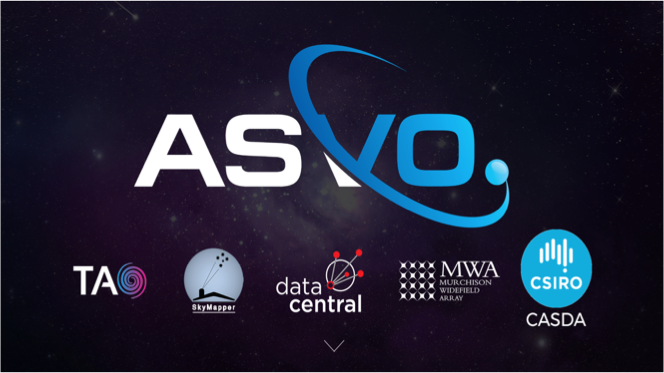 ASVO
TAO
SkyMapper
data
central
MWA
MURCHISON
WIDEFIELD
ARRAY
CSIRO
CASDA